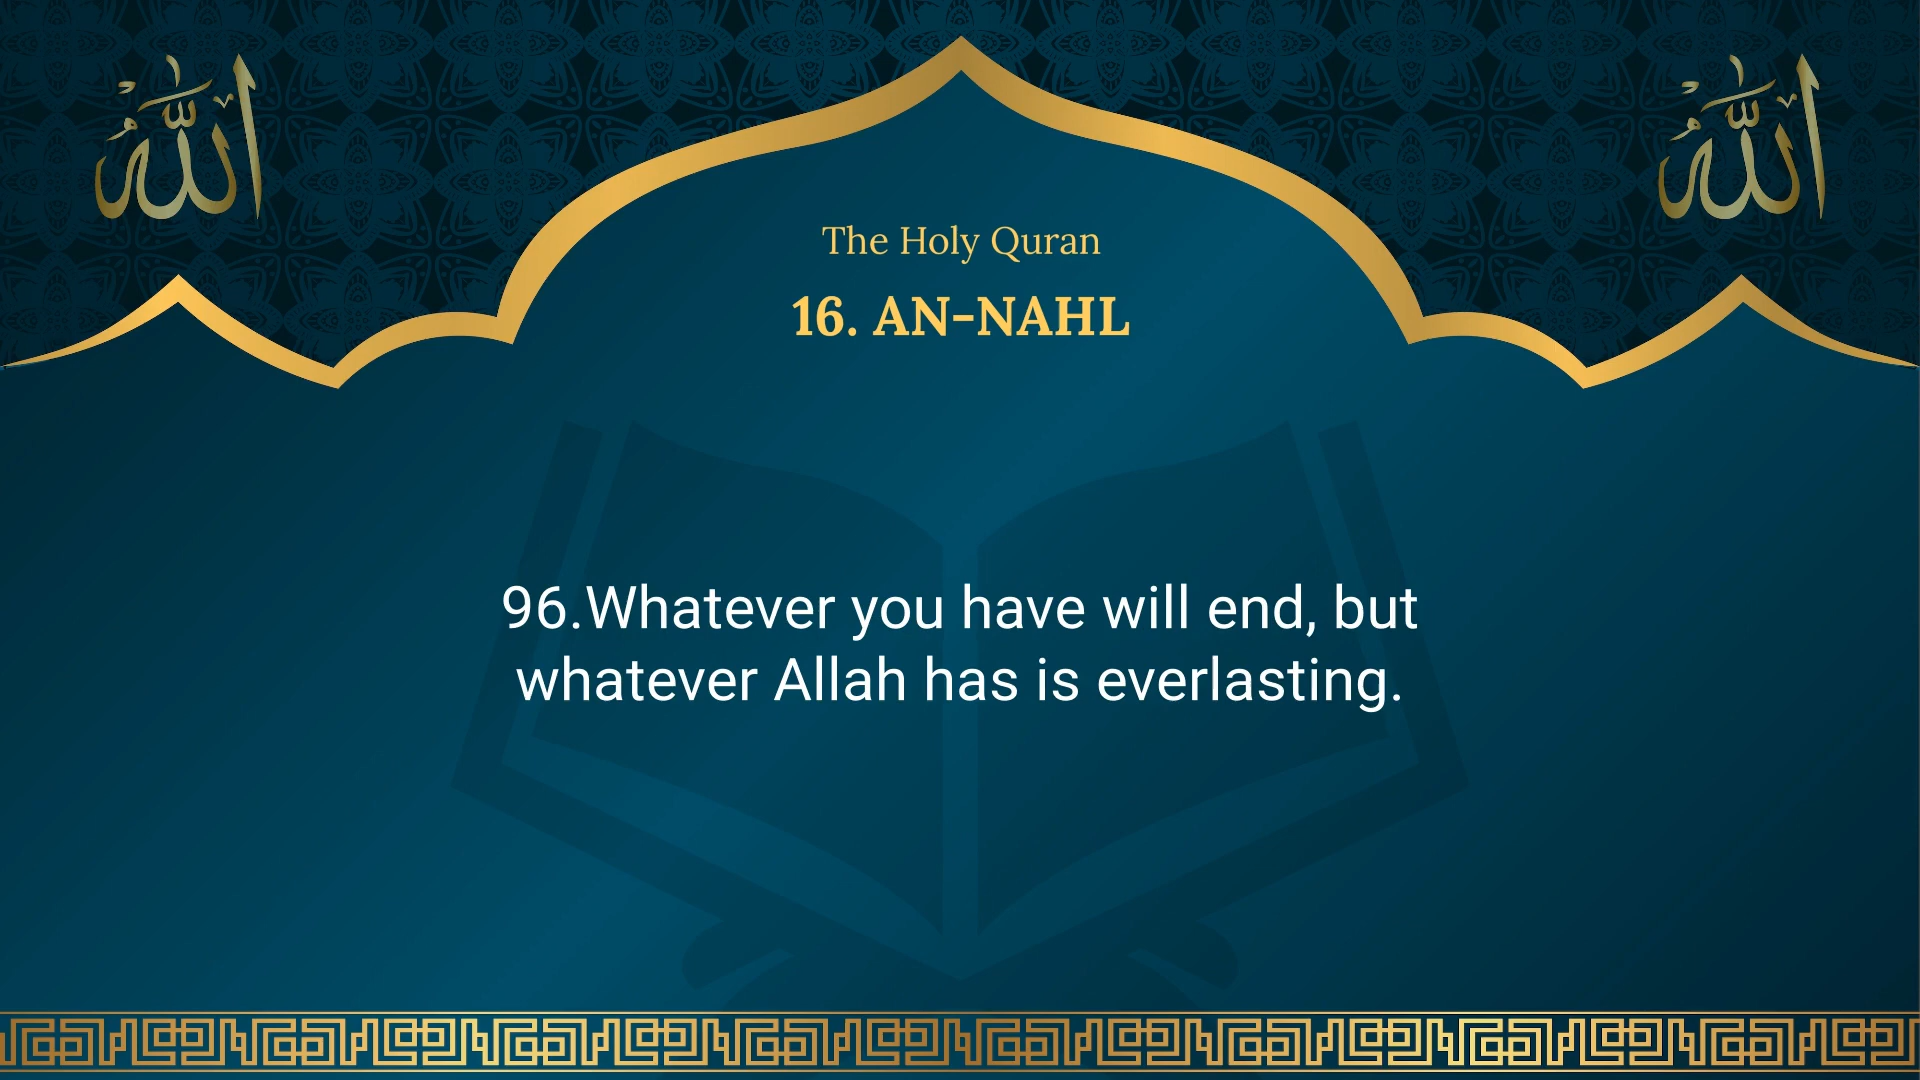 الله
الله
The Holy Quran
16. AN-NAHL
96.Whatever you have will end, but
whatever Allah has is everlasting.